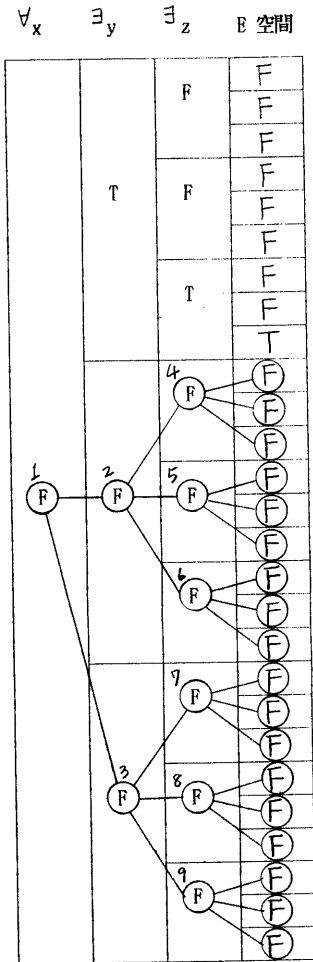 ∀x ∃y ∃z E 空間
F
F F
F
F
T F F
F
F
T F
T
4 F
F F
F
1 2 5 F
F F F F
F
6 F
F F
F
7 F
F F
F
3 8 F
F F F
F
9 F
F F
F